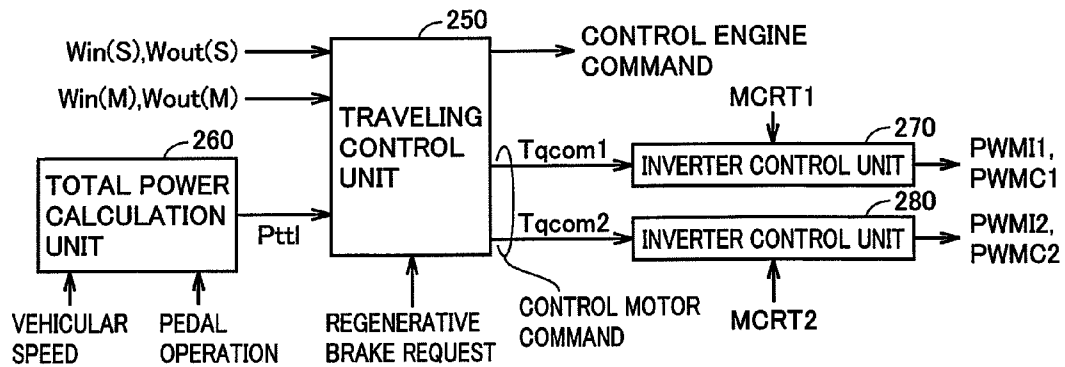 250
Win(S),Wout(S)
Win(M),Wout(M)
TRAVELING
CONTROL
UNIT
CONTROL ENGINE
COMMAND
260
TOTAL POWER
CALCULATION
UNIT
Pttl
VEHICULAR
SPEED
PEDAL
OPERATION
REGENERATIVE
BRAKE REQUEST
Tqcom1
Tqcom2
CONTROL MOTOR
COMMAND
MCRT1
270
INVERTER CONTROL UNIT
PWMI1,
PWMC1
280
INVERTER CONTROL UNIT
PWMI2,
PWMC2
MCRT2